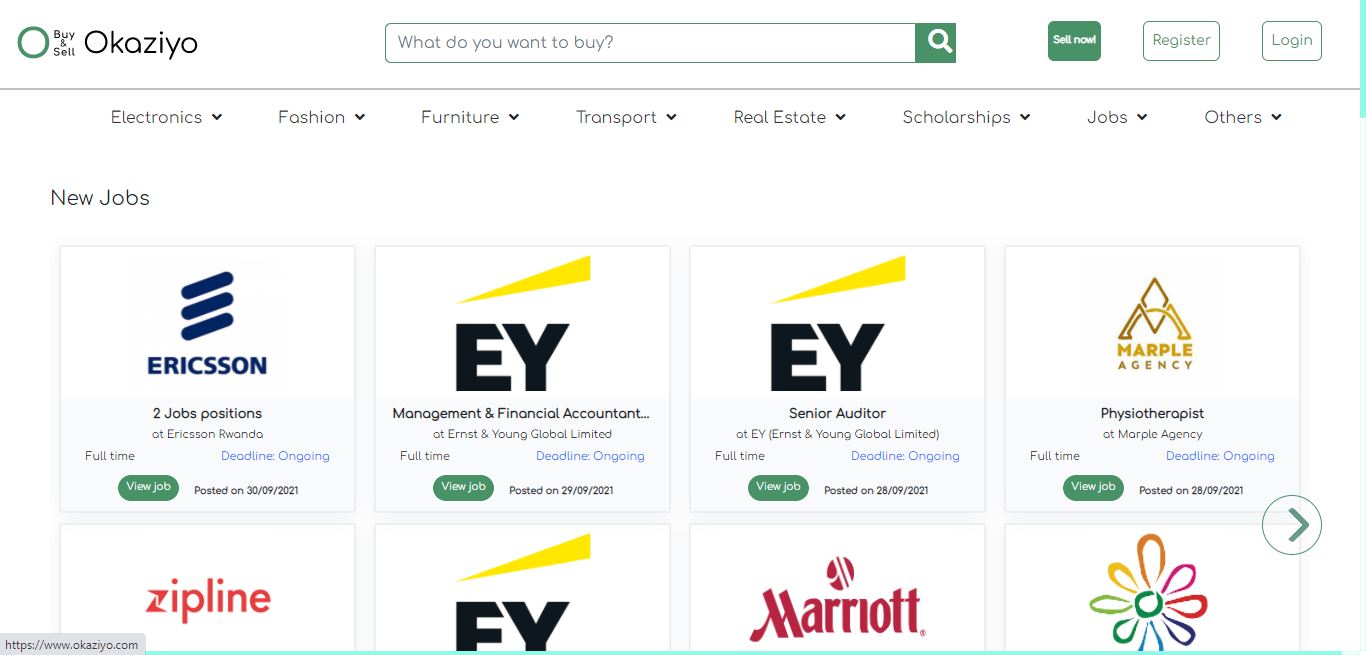 Buy
&
Sell
Okaziyo
What do you want to buy?
Sell now!
Register
Login
Electronics
Fashion
Furniture
Transport
Real Estate
Scholarships
Jobs
Others
New Jobs
ERICSSON
2 Jobs positions
at Ericsson Rwanda
Full time
Deadline: Ongoing
View job
Posted on 30/09/2021
EY
Management & Financial Accountant...
at Ernst & Young Global Limited
Full time
Deadline: Ongoing
View job
Posted on 29/09/2021
EY
Senior Auditor
at EY (Ernst & Young Global Limited)
Full time
Deadline: Ongoing
View job
Posted on 28/09/2021
MARPLE
AGENCY
Physiotherapist
at Marple Agency
Full time
Deadline: Ongoing
View job
Posted on 28/09/2021
zipline
EY
Marriott
https://www.okaziyo.com